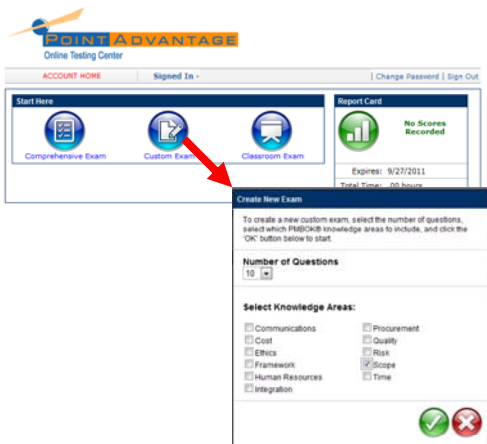 POINT ADVANTAGE
Online Testing Center
ACCOUNT HOME Signed In - | Change Password | Sign Out
Start Here
Comprehensive Exam Custom Exam Classroom Exam
Report Card
No Scores
Recorded
Expires: 9/27/2011
Total Time: .00 hours
Create New Exam
To create a new custom exam, select the number of questions,
select which PMBOK® knowledge areas to include, and click the
'OK' button below to start.
Number of Questions
10
Select Knowledge Areas:
Communications Procurement
Cost Quality
Ethics Risk
Framework Scope
Human Resources Time
Integration